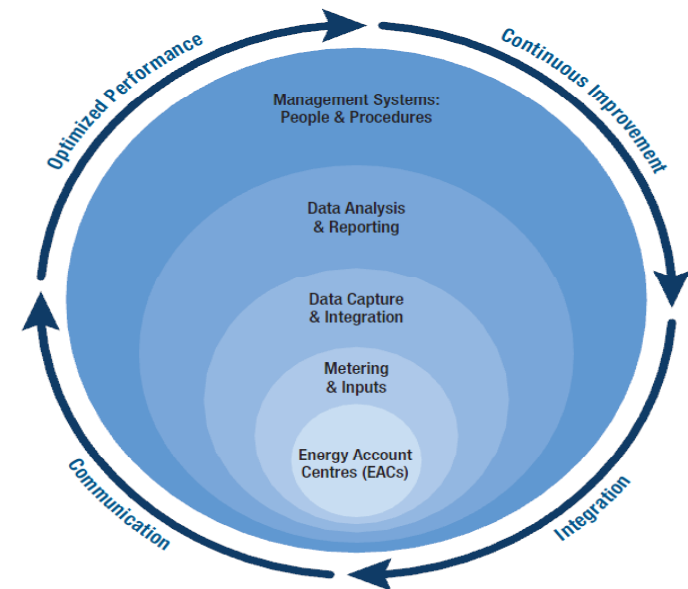 Optimized Performance
Continuous Improvement
Management Systems:
People & Procedures
Data Analysis
& Reporting
Data Capture
& Integration
Metering
& Inputs
Energy Account
Centres (EACs)
Communication
Integration